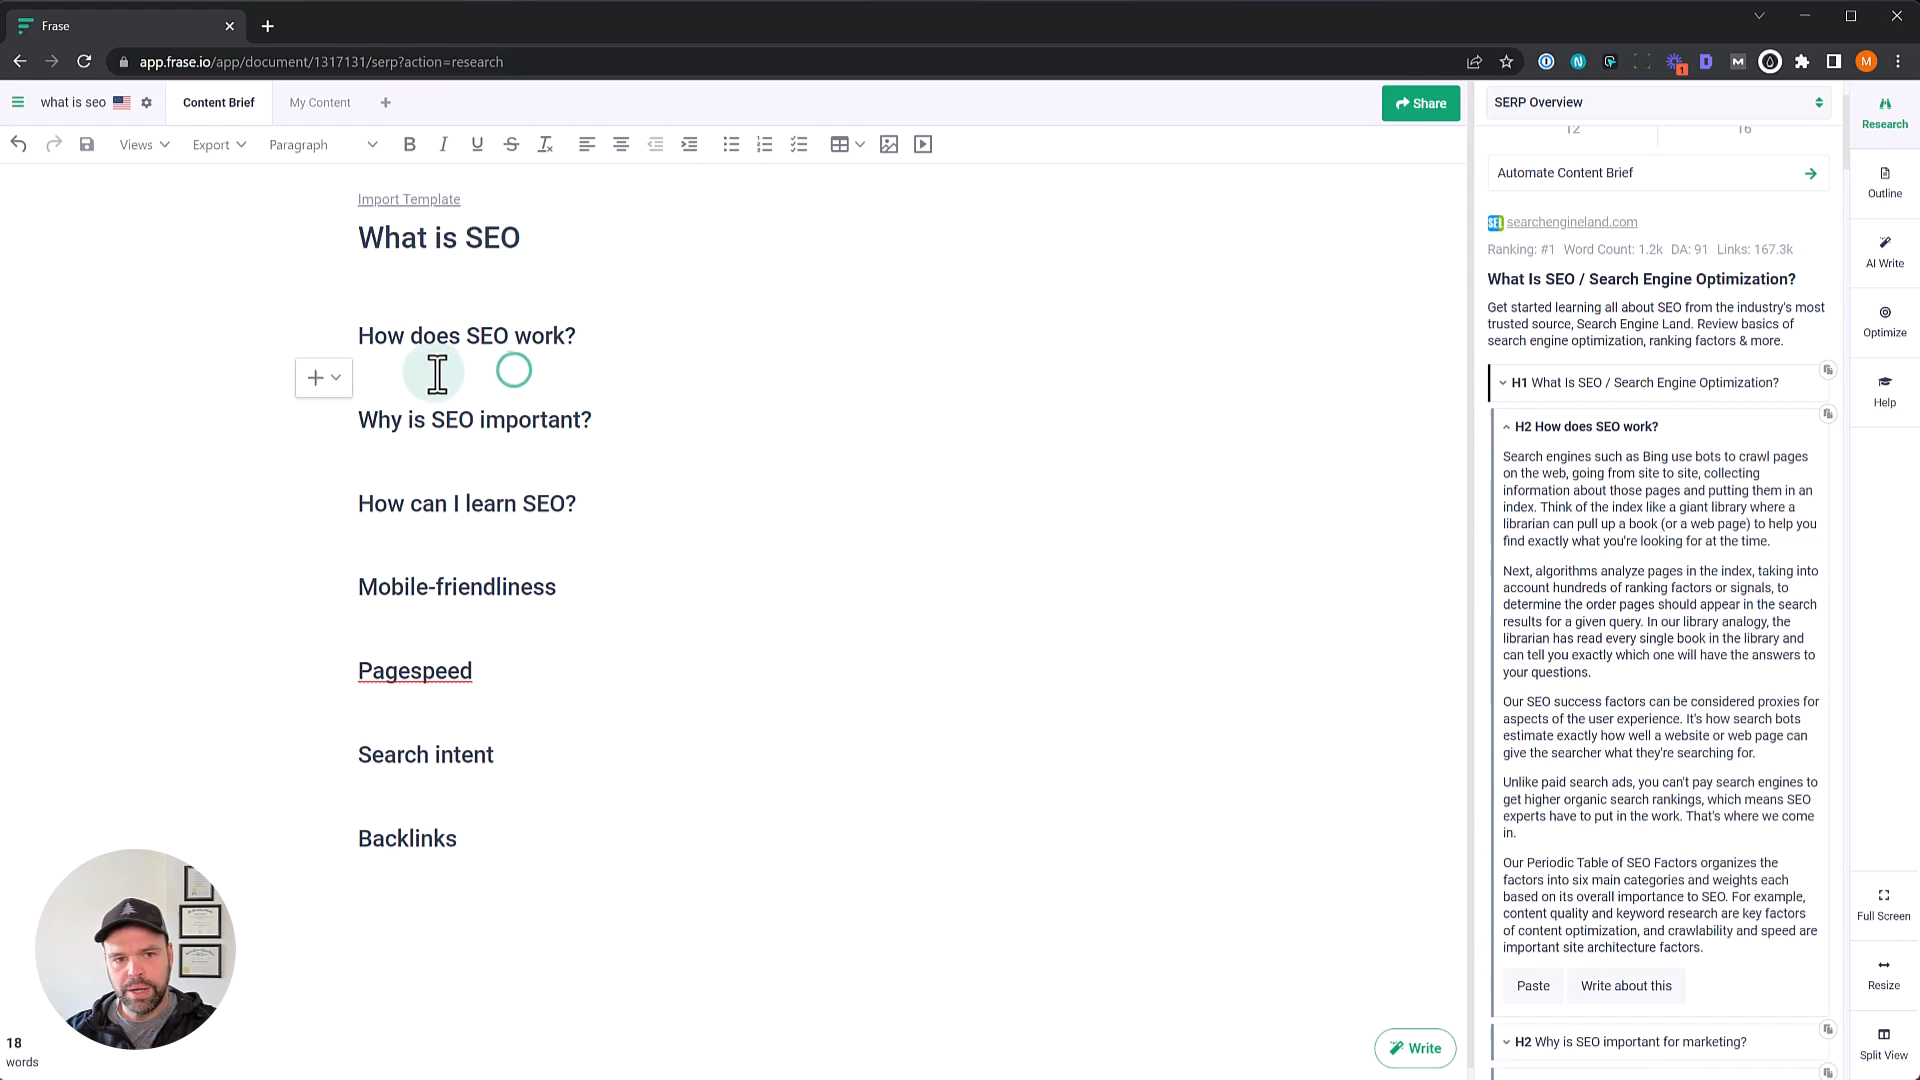 Frase
app.frase.io/app/document/1317131/serp?action=research
1
M
what is seo
Content Brief
My Content
Share
SERP Overview
Research
Views
Export
Paragraph
12
16
Import Template
What is SEO
How does SEO work?
Why is SEO important?
How can I learn SEO?
Mobile-friendliness
Pagespeed
Search intent
Backlinks
18
words
Write
Automate Content Brief
SEL searchengineland.com
Ranking: #1 Word Count: 1.2k DA: 91 Links: 167.3k
What Is SEO / Search Engine Optimization?
Get started learning all about SEO from the industry's most
trusted source, Search Engine Land. Review basics of
search engine optimization, ranking factors & more.
H1 What Is SEO / Search Engine Optimization?
H2 How does SEO work?
Search engines such as Bing use bots to crawl pages
on the web, going from site to site, collecting
information about those pages and putting them in an
index. Think of the index like a giant library where a
librarian can pull up a book (or a web page) to help you
find exactly what you're looking for at the time.
Next, algorithms analyze pages in the index, taking into
account hundreds of ranking factors or signals, to
determine the order pages should appear in the search
results for a given query. In our library analogy, the
librarian has read every single book in the library and
can tell you exactly which one will have the answers to
your questions.
Our SEO success factors can be considered proxies for
aspects of the user experience. It's how search bots
estimate exactly how well a website or web page can
give the searcher what they're searching for.
Unlike paid search ads, you can't pay search engines to
get higher organic search rankings, which means SEO
experts have to put in the work. That's where we come
in.
Our Periodic Table of SEO Factors organizes the
factors into six main categories and weights each
based on its overall importance to SEO. For example,
content quality and keyword research are key factors
of content optimization, and crawlability and speed are
important site architecture factors.
Paste
Write about this
H2 Why is SEO important for marketing?
Outline
AI Write
Optimize
Help
Full Screen
Resize
Split View